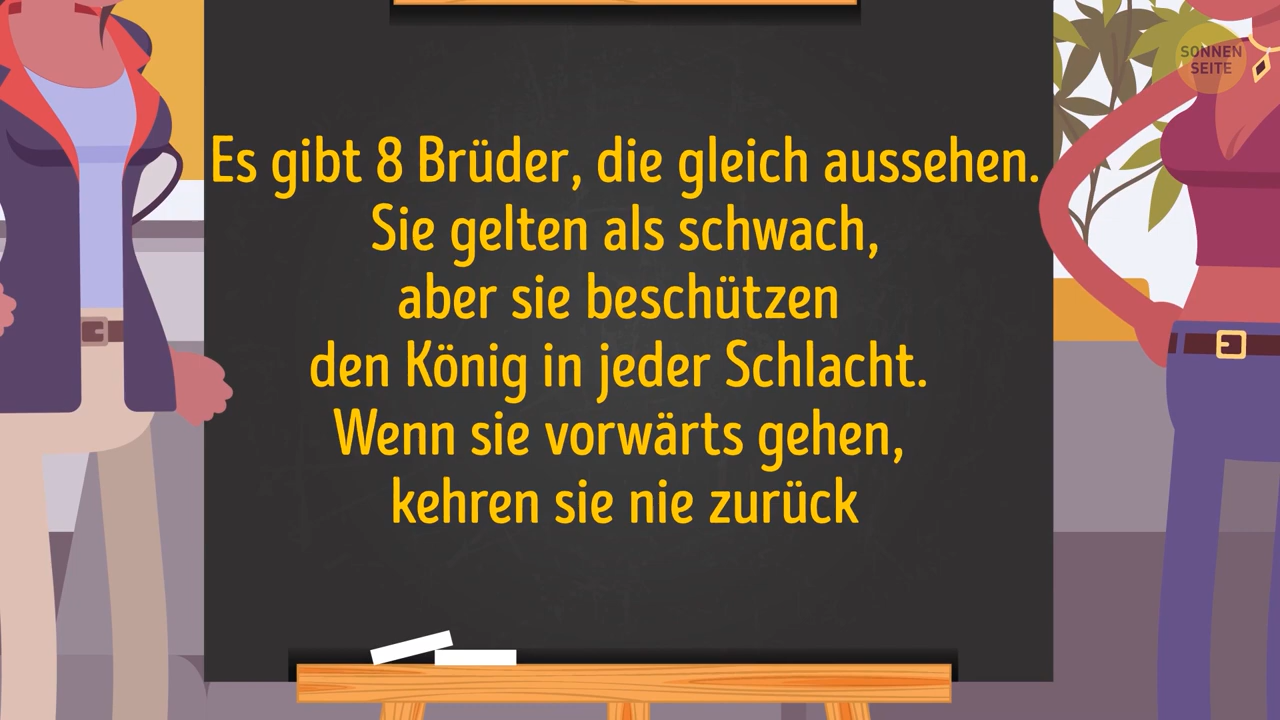 SONNEN
SEITE
Es gibt 8 Brüder, die gleich aussehen.
Sie gelten als schwach,
aber sie beschützen
den König in jeder Schlacht.
Wenn sie vorwärts gehen,
kehren sie nie zurück